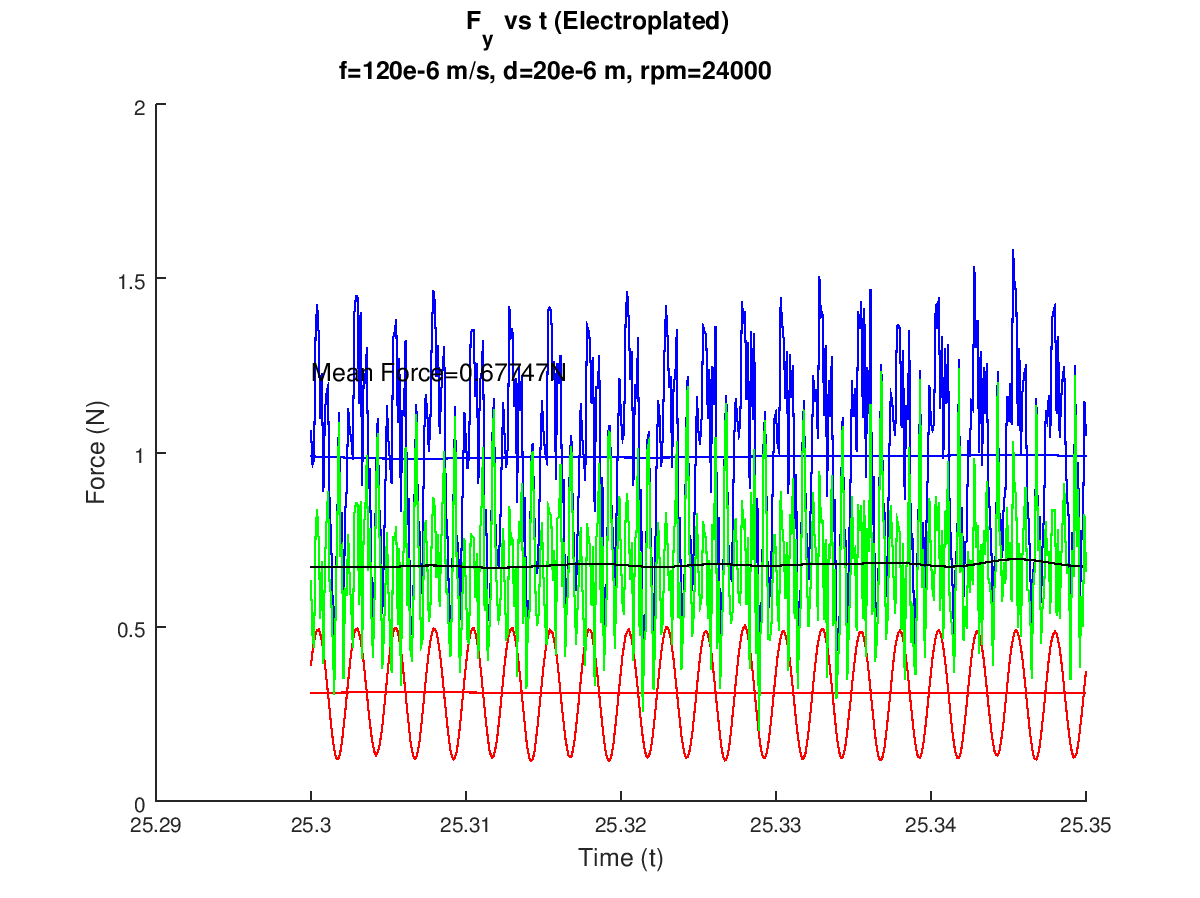 F_y vs t (Electroplated)
f=120e-6 m/s, d=20e-6 m, rpm=24000
2
1.5
Mean Force=0.67747N
1
0.5
0
Force (N)
25.29 25.3 25.31 25.32 25.33 25.34 25.35
Time (t)